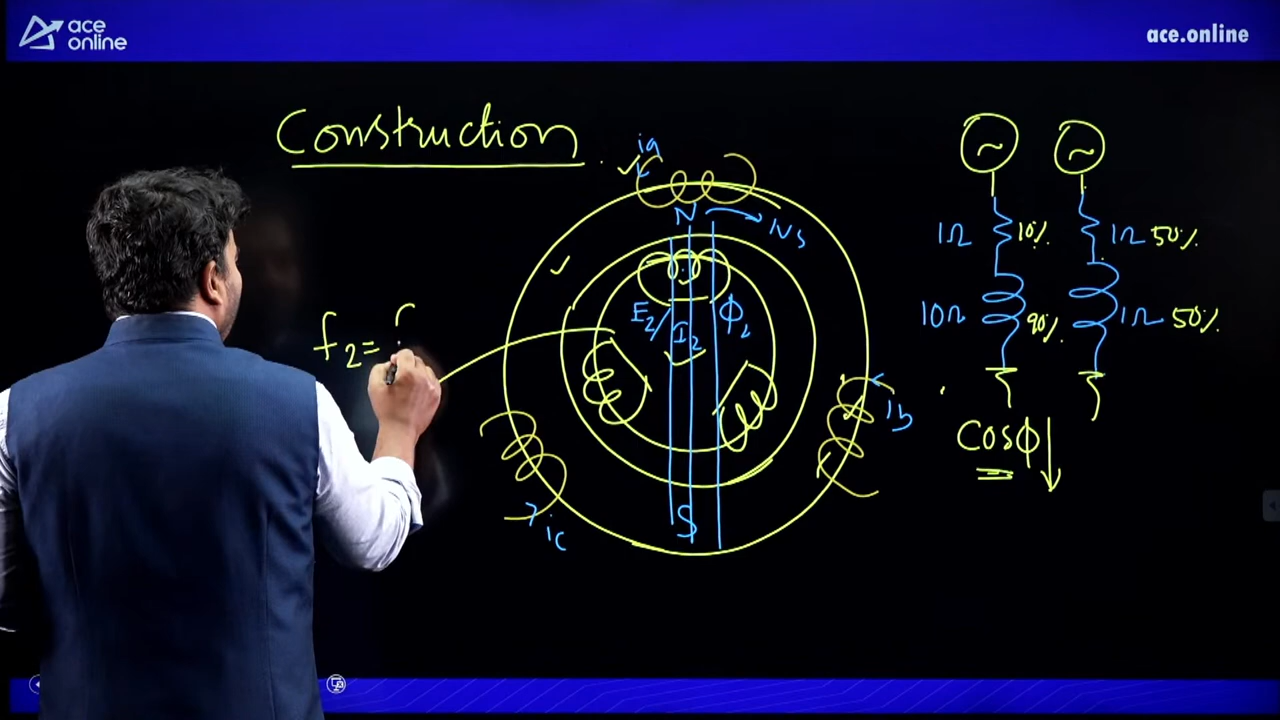 ace
online
ace.online
Construction
ia
N
Ns
E2/
I2
ϕ2
f2= ?
S
ib
ic
~
~
1Ω 10%
1Ω 50%
10Ω 90%
1Ω 50%
cosϕ↓